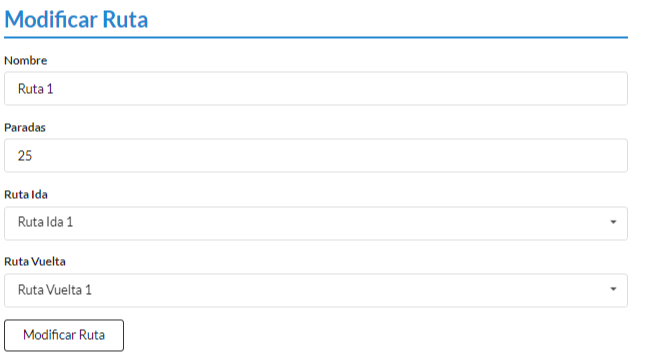 Modificar Ruta
Nombre
Ruta 1
Paradas
25
Ruta Ida
Ruta Ida 1
Ruta Vuelta
Ruta Vuelta 1
Modificar Ruta